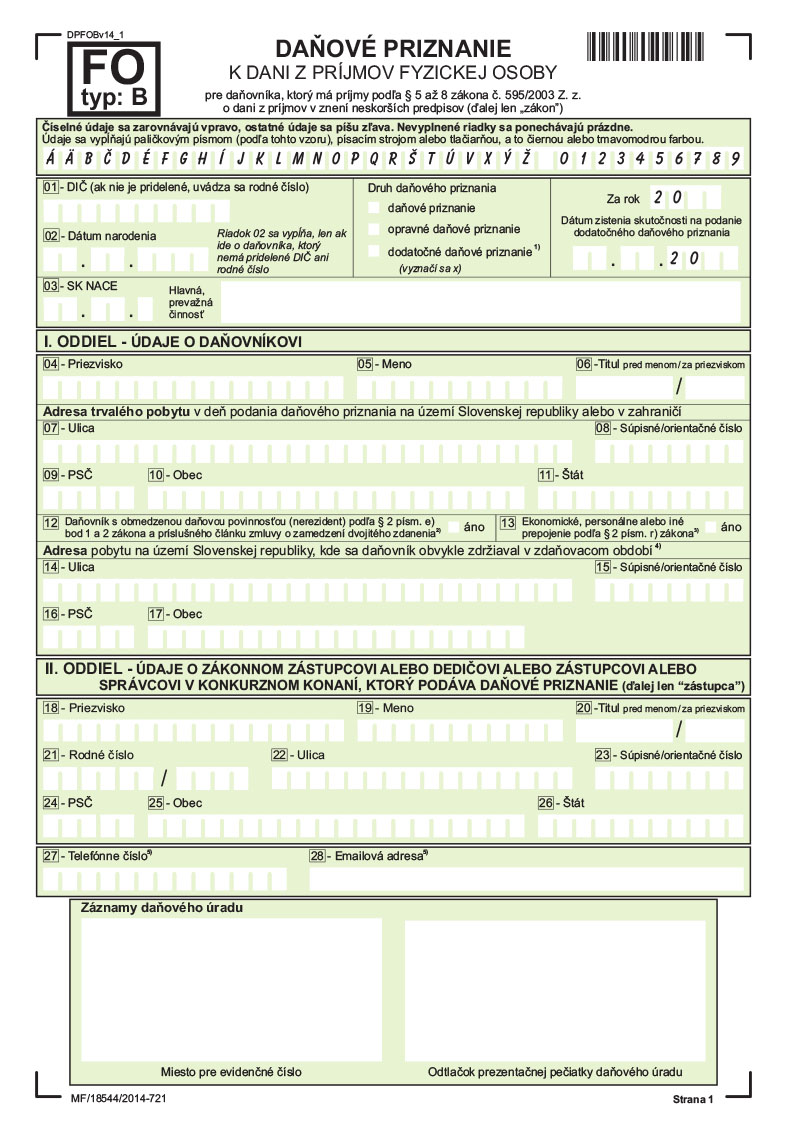 DPFOBv14_1
FO
typ: B
DAŇOVÉ PRIZNANIE
K DANI Z PRÍJMOV FYZICKEJ OSOBY
pre daňovníka, ktorý má príjmy podľa § 5 až 8 zákona č. 595/2003 Z. z.
o dani z príjmov v znení neskorších predpisov (ďalej len „zákon”)
Číselné údaje sa zarovnávajú vpravo, ostatné údaje sa píšu zľava. Nevyplnené riadky sa ponechávajú prázdne.
Údaje sa vypĺňajú paličkovým písmom (podľa tohto vzoru), písacím strojom alebo tlačiarňou, a to čiernou alebo tmavomodrou farbou.
Á Ä B Č D É F G H Í J K L M N O P Q R Š T Ú V X Ý Ž 0 1 2 3 4 5 6 7 8 9
01 - DIČ (ak nie je pridelené, uvádza sa rodné číslo)
02 - Dátum narodenia
. .
Riadok 02 sa vypĺňa, len ak
ide o daňovníka, ktorý
nemá pridelené DIČ ani
rodné číslo
Druh daňového priznania
daňové priznanie
opravné daňové priznanie
dodatočné daňové priznanie 1)
(vyznačí sa x)
Za rok 2 0
Dátum zistenia skutočnosti na podanie
dodatočného daňového priznania
. . 2 0
03 - SK NACE
. .
Hlavná,
prevažná
činnosť
I. ODDIEL - ÚDAJE O DAŇOVNÍKOVI
04 - Priezvisko 05 - Meno 06 -Titul pred menom/ za priezviskom
/
Adresa trvalého pobytu v deň podania daňového priznania na území Slovenskej republiky alebo v zahraničí
07 - Ulica 08 - Súpisné/orientačné číslo
09 - PSČ 10 - Obec 11 - Štát
12 Daňovník s obmedzenou daňovou povinnosťou (nerezident) podľa § 2 písm. e)
bod 1 a 2 zákona a príslušného článku zmluvy o zamedzení dvojitého zdanenia2) áno
13 Ekonomické, personálne alebo iné
prepojenie podľa § 2 písm. r) zákona3) áno
Adresa pobytu na území Slovenskej republiky, kde sa daňovník obvykle zdržiaval v zdaňovacom období 4)
14 - Ulica 15 - Súpisné/orientačné číslo
16 - PSČ 17 - Obec
II. ODDIEL - ÚDAJE O ZÁKONNOM ZÁSTUPCOVI ALEBO DEDIČOVI ALEBO ZÁSTUPCOVI ALEBO
SPRÁVCOVI V KONKURZNOM KONANÍ, KTORÝ PODÁVA DAŇOVÉ PRIZNANIE (ďalej len “zástupca”)
18 - Priezvisko 19 - Meno 20 -Titul pred menom/ za priezviskom
/
21 - Rodné číslo 22 - Ulica 23 - Súpisné/orientačné číslo
/
24 - PSČ 25 - Obec 26 - Štát
27 - Telefónne číslo5) 28 - Emailová adresa5)
Záznamy daňového úradu
Miesto pre evidenčné číslo Odtlačok prezentačnej pečiatky daňového úradu
MF/18544/2014-721 Strana 1